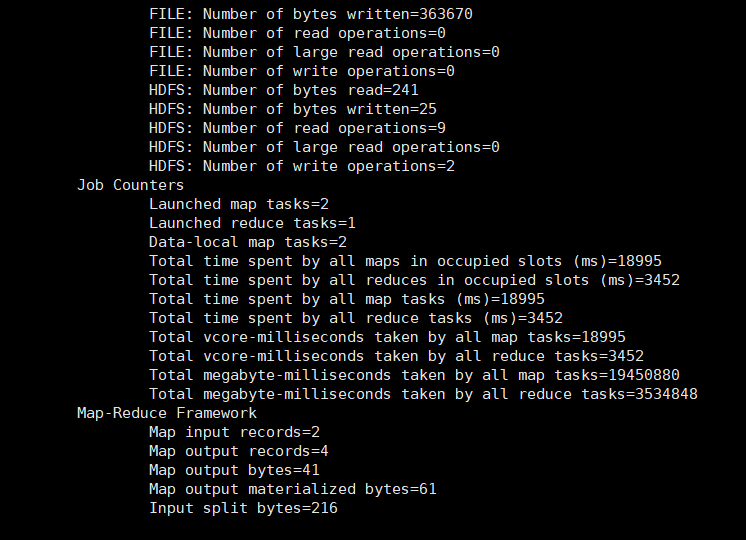 FILE: Number of bytes written=363670
FILE: Number of read operations=0
FILE: Number of large read operations=0
FILE: Number of write operations=0
HDFS: Number of bytes read=241
HDFS: Number of bytes written=25
HDFS: Number of read operations=9
HDFS: Number of large read operations=0
HDFS: Number of write operations=2
Job Counters
Launched map tasks=2
Launched reduce tasks=1
Data-local map tasks=2
Total time spent by all maps in occupied slots (ms)=18995
Total time spent by all reduces in occupied slots (ms)=3452
Total time spent by all map tasks (ms)=18995
Total time spent by all reduce tasks (ms)=3452
Total vcore-milliseconds taken by all map tasks=18995
Total vcore-milliseconds taken by all reduce tasks=3452
Total megabyte-milliseconds taken by all map tasks=19450880
Total megabyte-milliseconds taken by all reduce tasks=3534848
Map-Reduce Framework
Map input records=2
Map output records=4
Map output bytes=41
Map output materialized bytes=61
Input split bytes=216